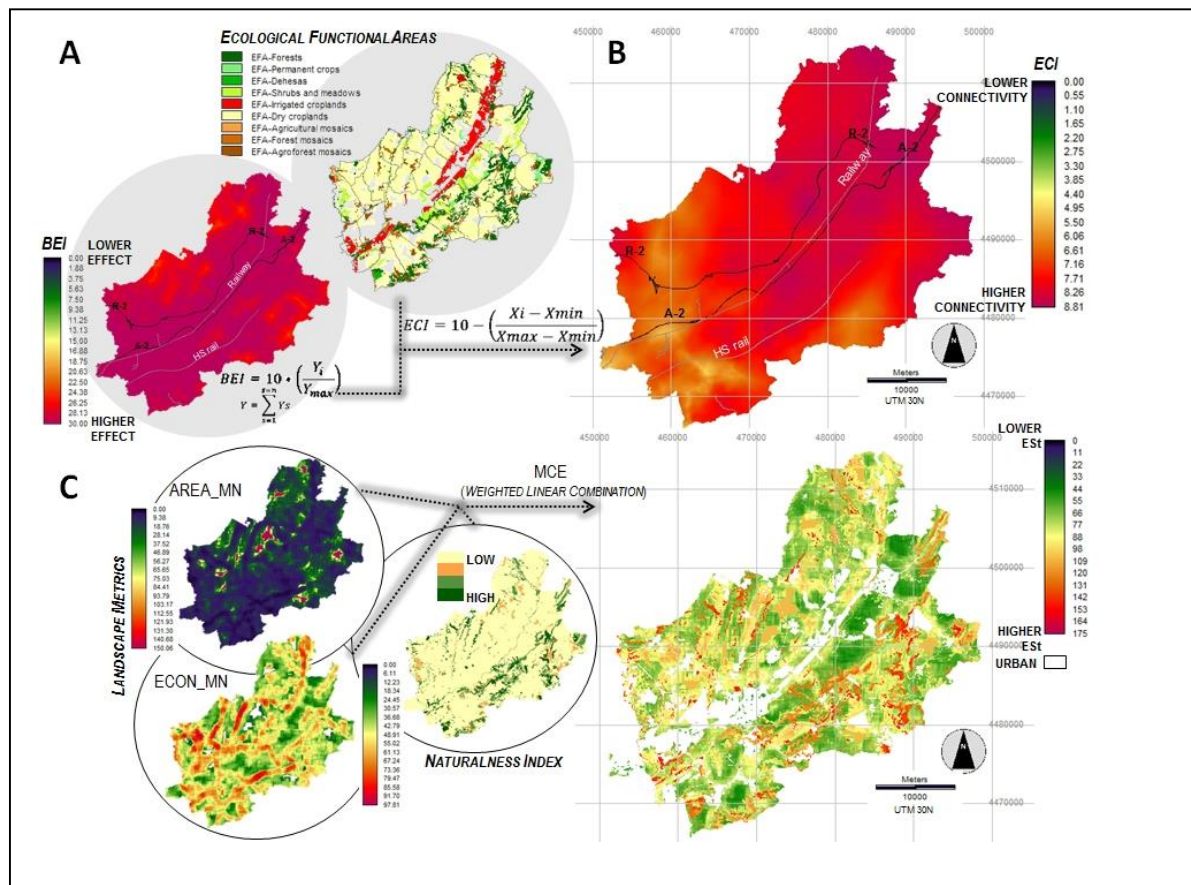 A
ECOLOGICAL FUNCTIONAL AREAS
EFA-Forests
EFA-Permanent crops
EFA-Dehesas
EFA-Shrubs and meadows
EFA-Irrigated croplands
EFA-Dry croplands
EFA-Agricultural mosaics
EFA-Forest mosaics
EFA-Agroforest mosaics
BEI
LOWER
EFFECT
0.00
1.88
3.75
5.63
7.50
9.38
11.25
13.13
15.00
16.88
18.75
20.63
22.50
24.38
26.25
28.13
30.00
HIGHER
EFFECT
R-2
A-2
Railway
R-2
A-2
HS rail
BEI = 10 * (Yi / Ymax)
Y = ∑ Ys
s=n
s=1
ECI = 10 − (Xi − Xmin / Xmax − Xmin)
B
450000 460000 470000 480000 490000 500000
4500000
4490000
4480000
4470000
R-2
A-2
Railway
R-2
A-2
HS rail
ECI
LOWER
CONNECTIVITY
0.00
0.55
1.10
1.65
2.20
2.75
3.30
3.85
4.40
4.95
5.50
6.05
6.61
7.16
7.71
8.26
8.81
HIGHER
CONNECTIVITY
N
Meters
10000
UTM 30N
C
AREA_MN
LANDSCAPE METRICS
0.00
9.38
18.76
28.14
37.52
46.89
56.27
65.65
75.03
84.41
93.79
103.17
112.55
121.93
131.30
140.68
150.06
ECON_MN
0.00
6.11
12.23
18.34
24.45
30.57
36.68
42.79
48.91
55.02
61.13
67.24
73.36
79.47
85.58
91.70
97.81
MCE
(WEIGHTED LINEAR COMBINATION)
LOW
HIGH
NATURALNESS INDEX
450000 460000 470000 480000 490000 500000
4510000
4500000
4490000
4480000
4470000
LOWER
ESt
0
11
22
33
44
55
66
77
88
98
109
120
131
142
153
164
175
HIGHER
ESt
URBAN
N
Meters
10000
UTM 30N